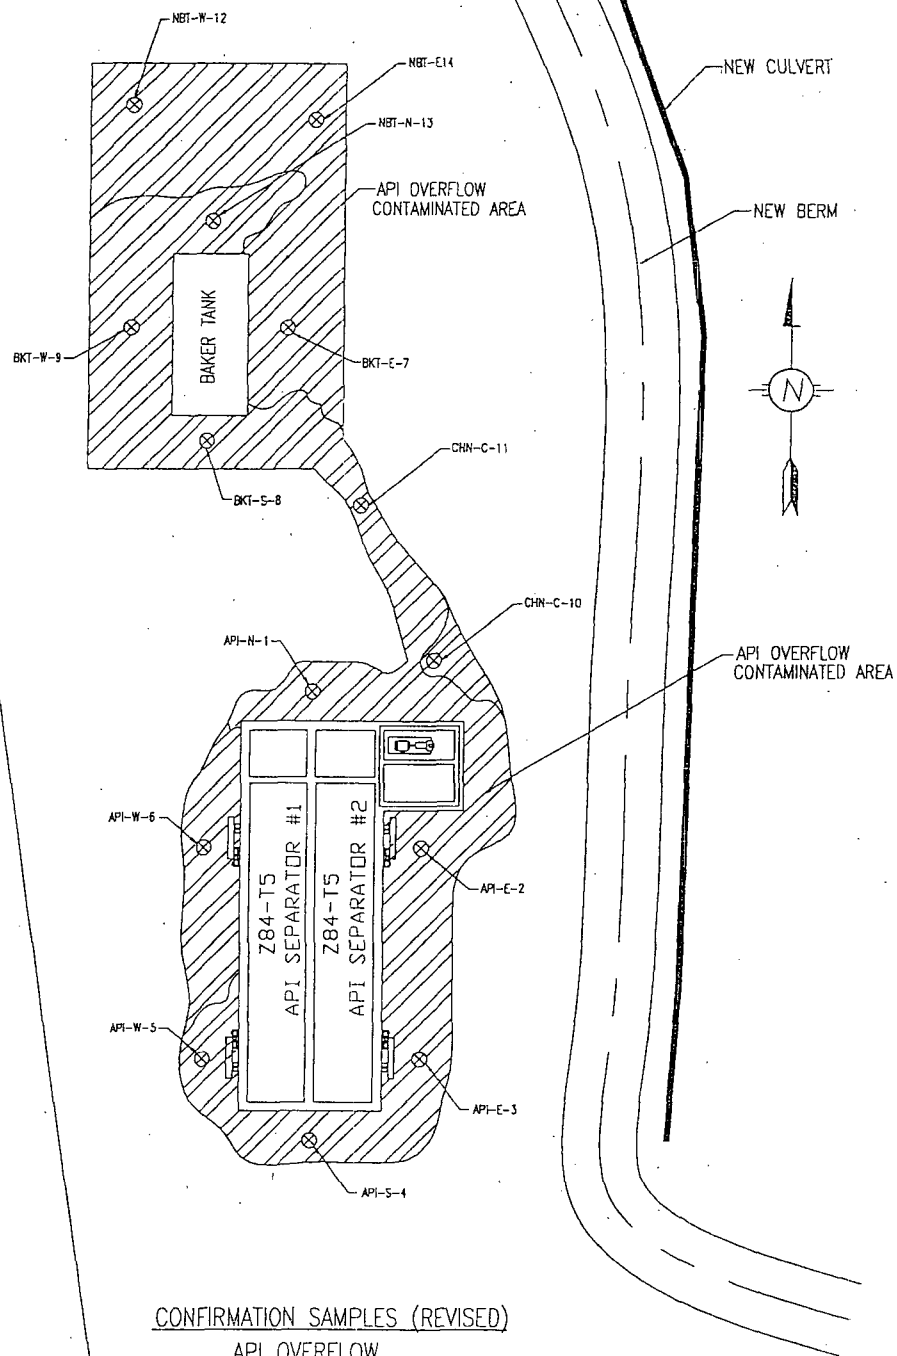 NBT-W-12
NBT-E14
NBT-N-13
NEW CULVERT
API OVERFLOW
CONTAMINATED AREA
NEW BERM
BAKER TANK
BKT-W-9
BKT-E-7
N
CHN-C-11
BKT-S-8
CHN-C-10
API-N-1
API OVERFLOW
CONTAMINATED AREA
API-W-6
Z84-T5
API SEPARATOR #1
Z84-T5
API SEPARATOR #2
API-E-2
API-W-5
API-E-3
API-S-4
CONFIRMATION SAMPLES (REVISED)
API OVERFLOW